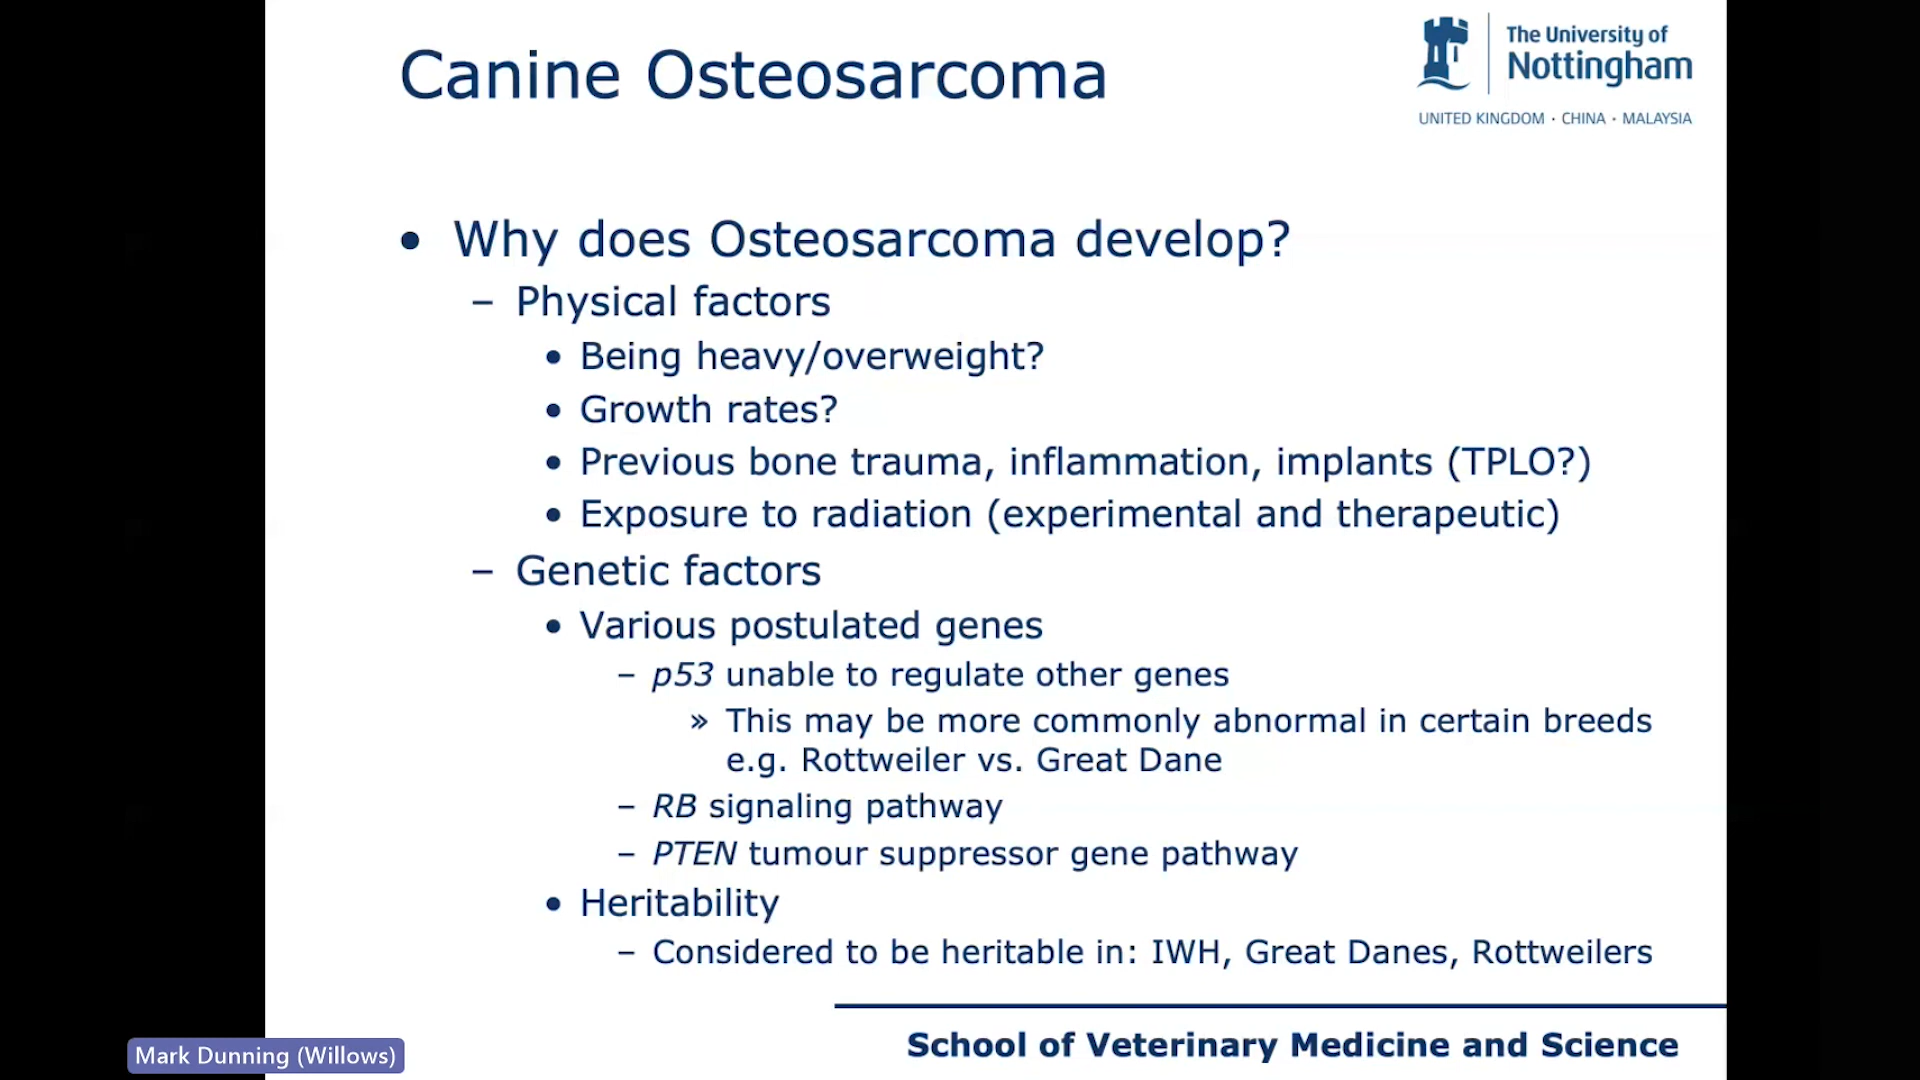 Canine Osteosarcoma
The University of
Nottingham
UNITED KINGDOM · CHINA · MALAYSIA
• Why does Osteosarcoma develop?
– Physical factors
• Being heavy/overweight?
• Growth rates?
• Previous bone trauma, inflammation, implants (TPLO?)
• Exposure to radiation (experimental and therapeutic)
– Genetic factors
• Various postulated genes
– p53 unable to regulate other genes
» This may be more commonly abnormal in certain breeds
e.g. Rottweiler vs. Great Dane
– RB signaling pathway
– PTEN tumour suppressor gene pathway
• Heritability
– Considered to be heritable in: IWH, Great Danes, Rottweilers
School of Veterinary Medicine and Science
Mark Dunning (Willows)